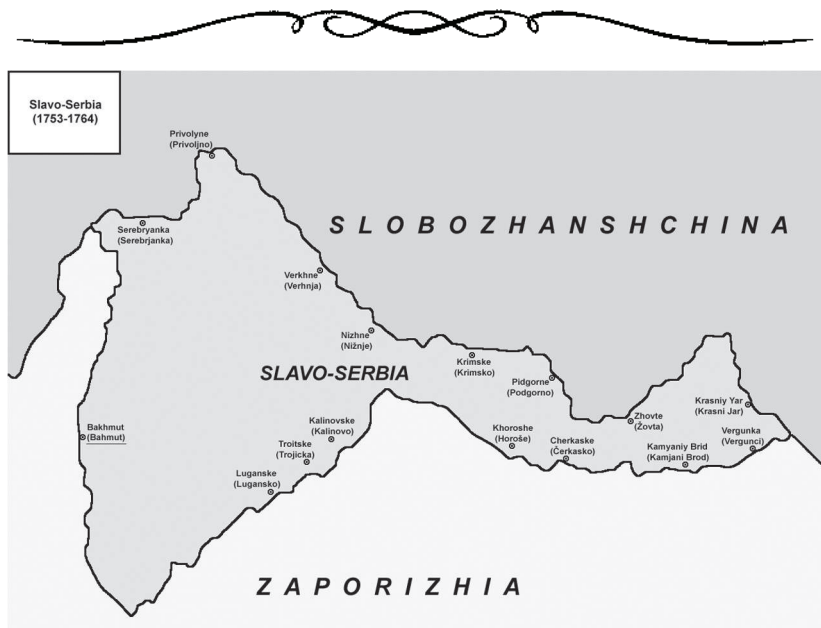 Slavo-Serbia
(1753-1764)
Privolyne
(Privoljno)
Serebryanka
(Serebrjanka)
SLOBOZHANSHCHINA
Verkhne
(Verhnja)
Nizhne
(Nižnje)
SLAVO-SERBIA
Krimske
(Krimsko)
Pidgorne
(Podgorno)
Krasniy Yar
(Krasni Jar)
Zhovte
(Žovta)
Bakhmut
(Bahmut)
Kalinovske
(Kalinovo)
Troitske
(Trojicka)
Luganske
(Lugansko)
Khoroshe
(Horoše)
Cherkaske
(Čerkasko)
Kamyaniy Brid
(Kamjani Brod)
Vergunka
(Vergunci)
ZAPORIZHIA